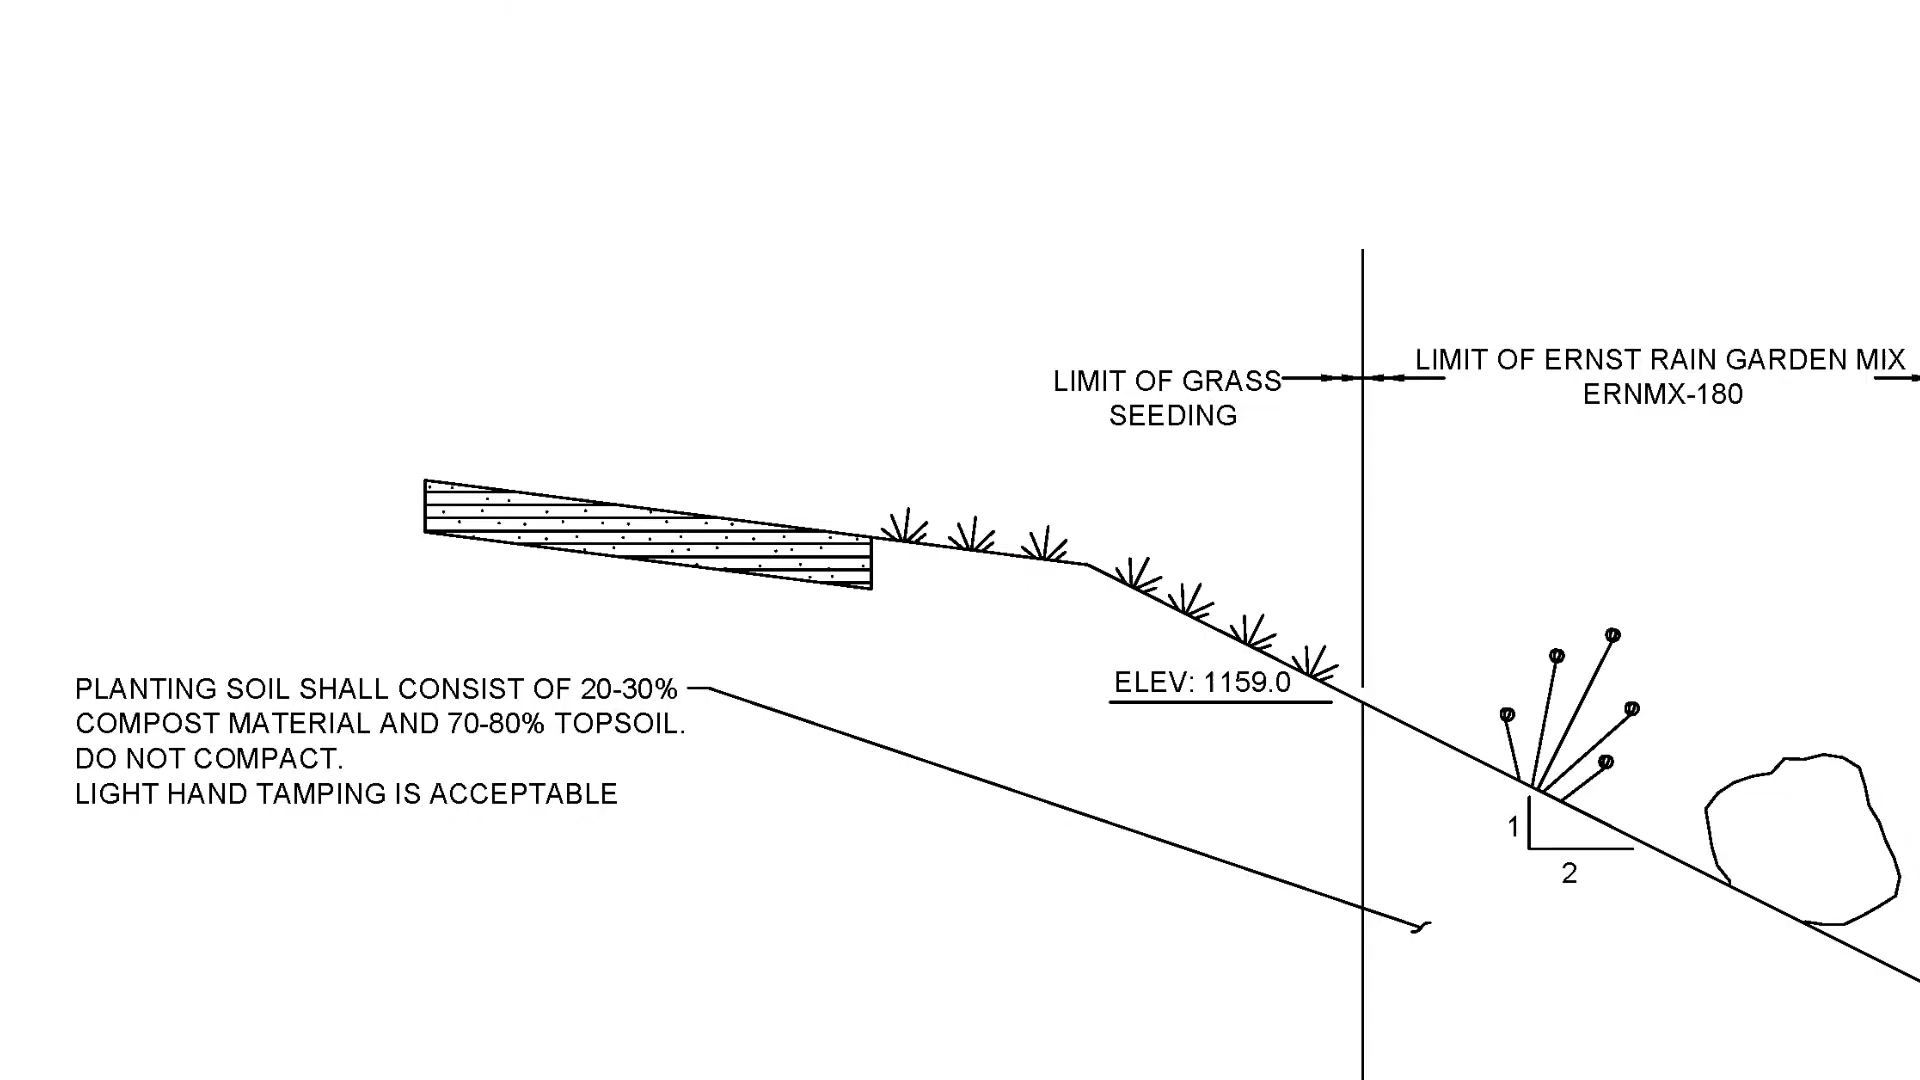 LIMIT OF GRASS
SEEDING
LIMIT OF ERNST RAIN GARDEN MIX
ERNMX-180
ELEV: 1159.0
PLANTING SOIL SHALL CONSIST OF 20-30%
COMPOST MATERIAL AND 70-80% TOPSOIL.
DO NOT COMPACT.
LIGHT HAND TAMPING IS ACCEPTABLE
1
2